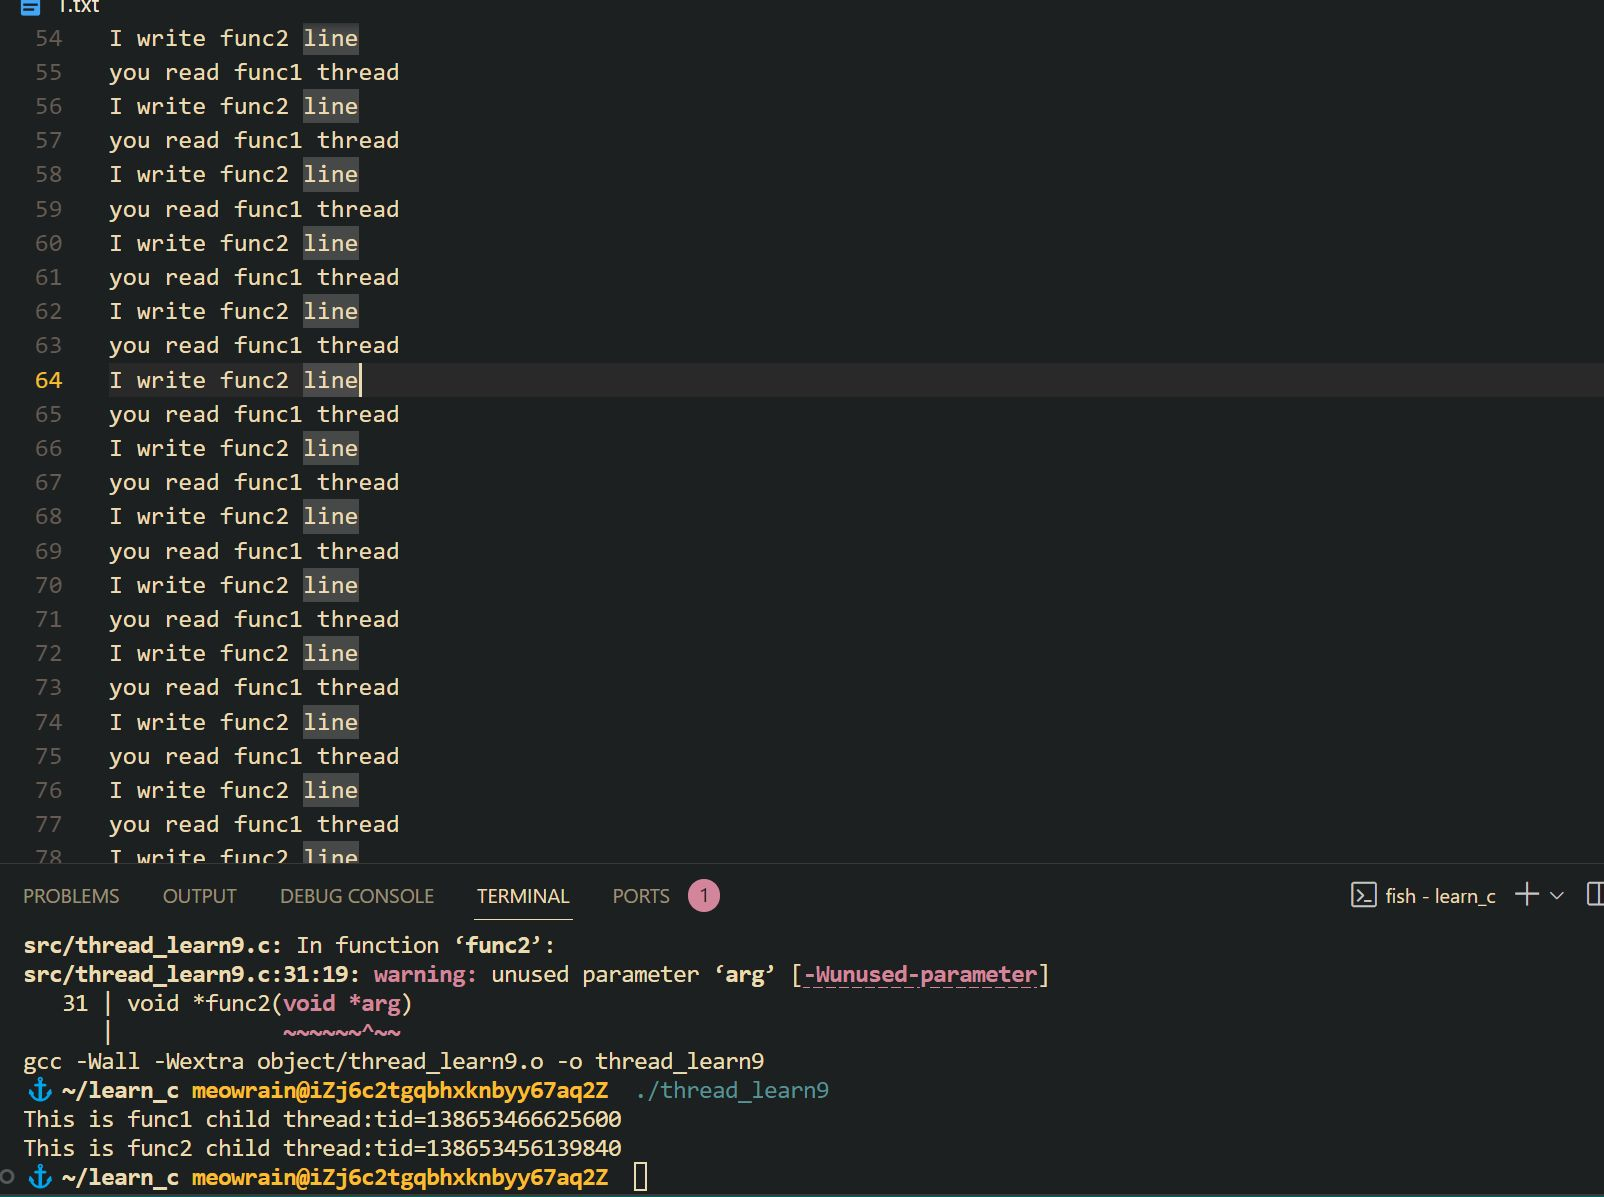 1.txt
54 I write func2 line
55 you read func1 thread
56 I write func2 line
57 you read func1 thread
58 I write func2 line
59 you read func1 thread
60 I write func2 line
61 you read func1 thread
62 I write func2 line
63 you read func1 thread
64 I write func2 line
65 you read func1 thread
66 I write func2 line
67 you read func1 thread
68 I write func2 line
69 you read func1 thread
70 I write func2 line
71 you read func1 thread
72 I write func2 line
73 you read func1 thread
74 I write func2 line
75 you read func1 thread
76 I write func2 line
77 you read func1 thread
78 I write func2 line
PROBLEMS OUTPUT DEBUG CONSOLE TERMINAL PORTS 1 fish - learn_c
src/thread_learn9.c: In function ‘func2’:
src/thread_learn9.c:31:19: warning: unused parameter ‘arg’ [-Wunused-parameter]
31 | void *func2(void *arg)
| ~~~~~~^~~
gcc -Wall -Wextra object/thread_learn9.o -o thread_learn9
~/learn_c meowrain@iZj6c2tgqbhxknbyy67aq2Z ./thread_learn9
This is func1 child thread:tid=138653466625600
This is func2 child thread:tid=138653456139840
~/learn_c meowrain@iZj6c2tgqbhxknbyy67aq2Z